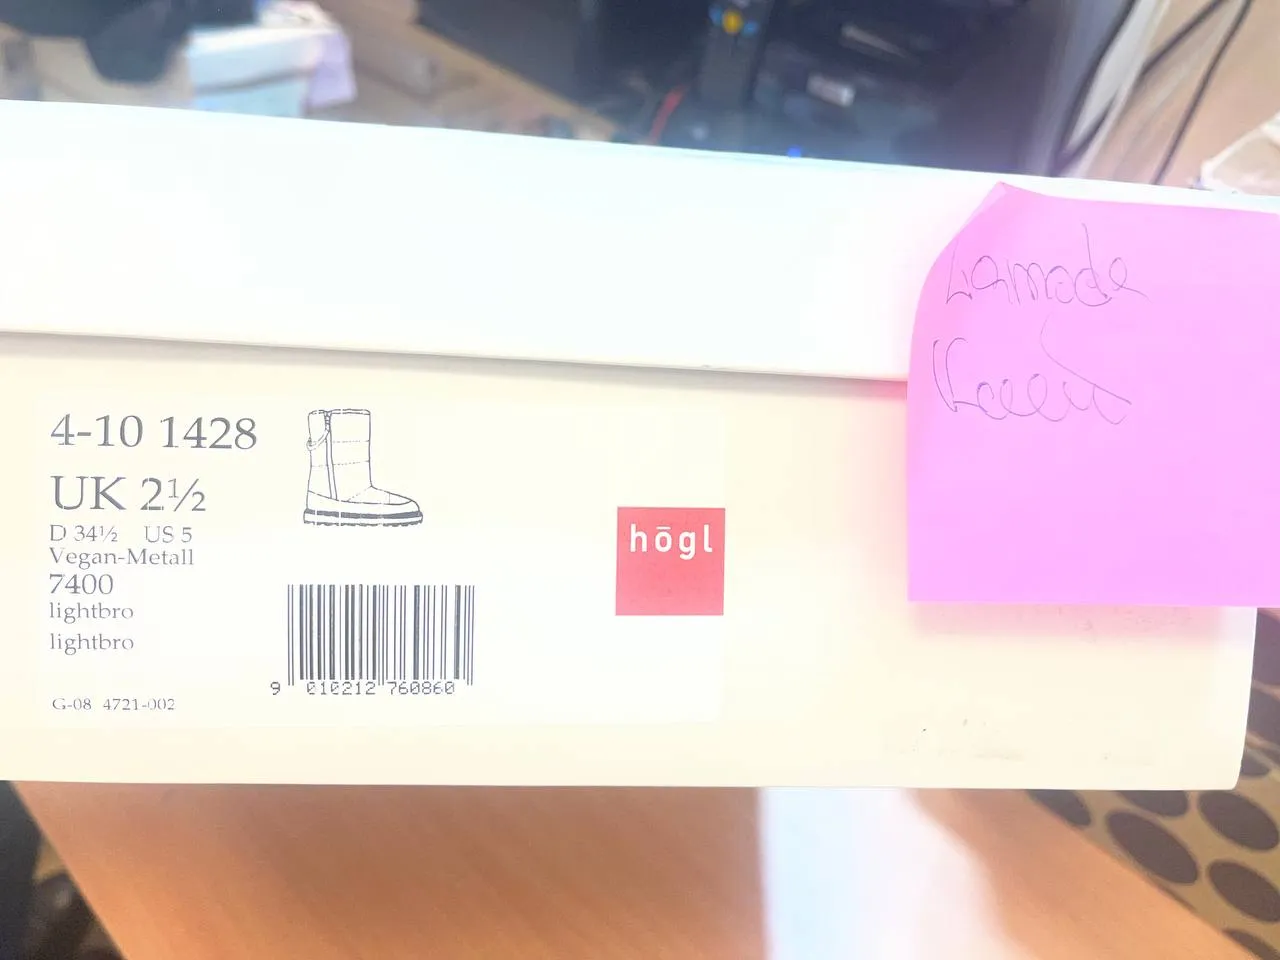 4-10 1428
UK 2½
D 34½ US 5
Vegan-Metall
7400
lightbro
lightbro
G-08 4721-002
9 010212 760860
högl
Lamoda